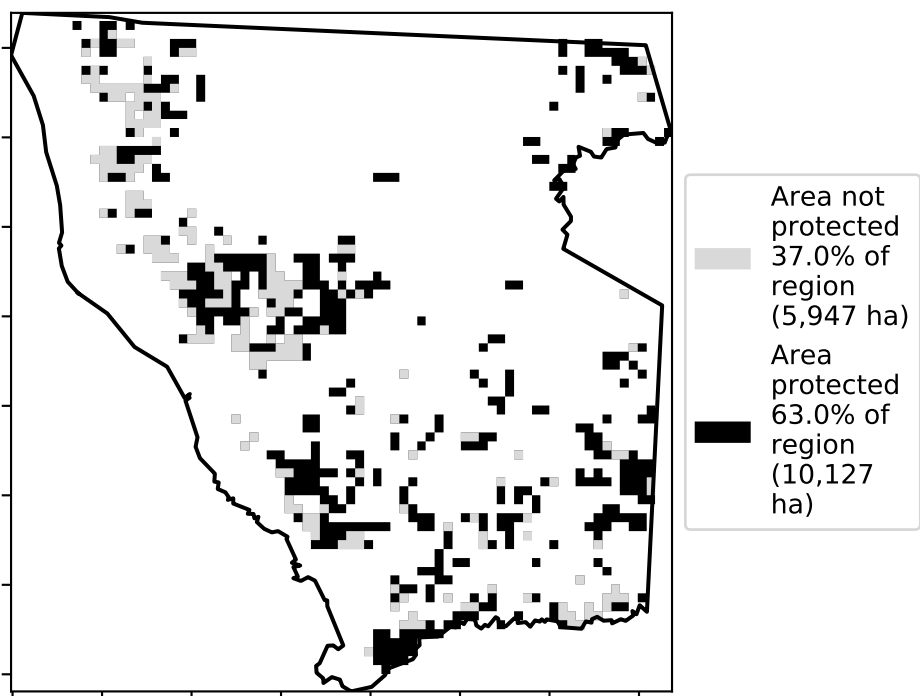 Area not
protected
37.0% of
region
(5,947 ha)
Area
protected
63.0% of
region
(10,127
ha)